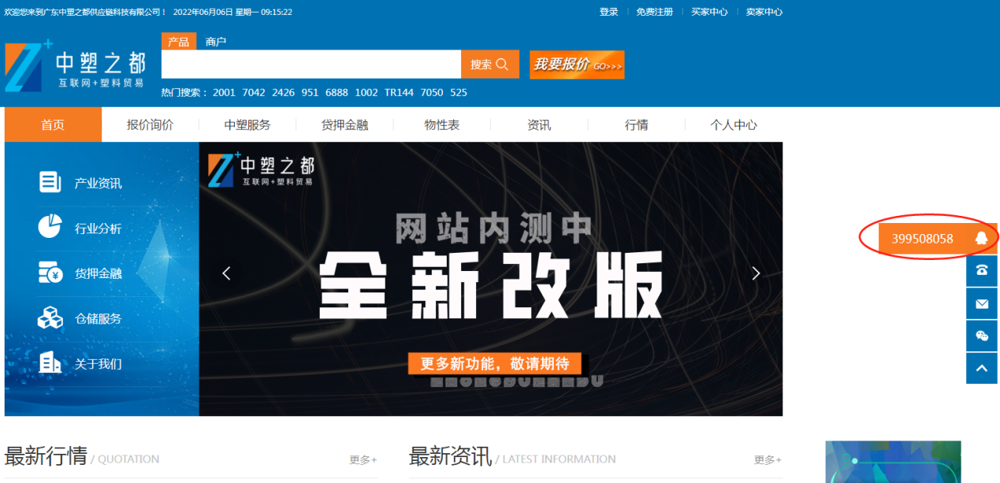 欢迎您来到广东中塑之都供应链科技有限公司！ 2022年06月06日 星期一 09:15:22
登录 免费注册 买家中心 卖家中心
产品 商户
中塑之都
互联网+塑料贸易
搜索
我要报价 GO>>>
热门搜索： 2001 7042 2426 951 6888 1002 TR144 7050 525
首页 报价询价 中塑服务 贷押金融 物性表 资讯 行情 个人中心
产业资讯
行业分析
货押金融
仓储服务
关于我们
中塑之都
互联网+塑料贸易
网站内测中
全新改版
更多新功能，敬请期待
399508058
最新行情 / QUOTATION 更多+
最新资讯 / LATEST INFORMATION 更多+